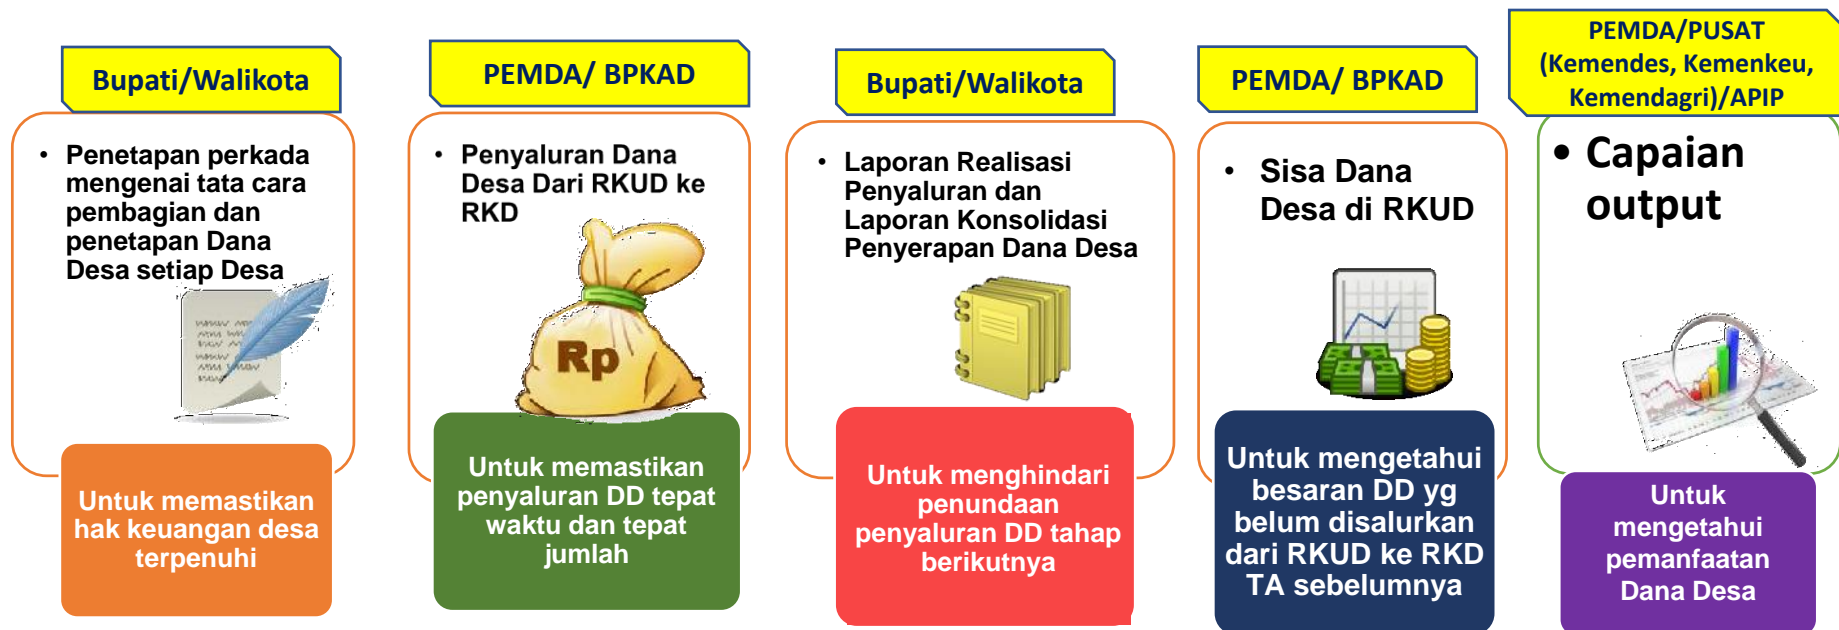 Bupati/Walikota
• Penetapan perkada
mengenai tata cara
pembagian dan
penetapan Dana
Desa setiap Desa
Untuk memastikan
hak keuangan desa
terpenuhi
PEMDA/ BPKAD
• Penyaluran Dana
Desa Dari RKUD ke
RKD
Rp
Untuk memastikan
penyaluran DD tepat
waktu dan tepat
jumlah
Bupati/Walikota
• Laporan Realisasi
Penyaluran dan
Laporan Konsolidasi
Penyerapan Dana Desa
Untuk menghindari
penundaan
penyaluran DD tahap
berikutnya
PEMDA/ BPKAD
• Sisa Dana
Desa di RKUD
Untuk mengetahui
besaran DD yg
belum disalurkan
dari RKUD ke RKD
TA sebelumnya
PEMDA/PUSAT
(Kemendes, Kemenkeu,
Kemendagri)/APIP
• Capaian
output
Untuk
mengetahui
pemanfaatan
Dana Desa